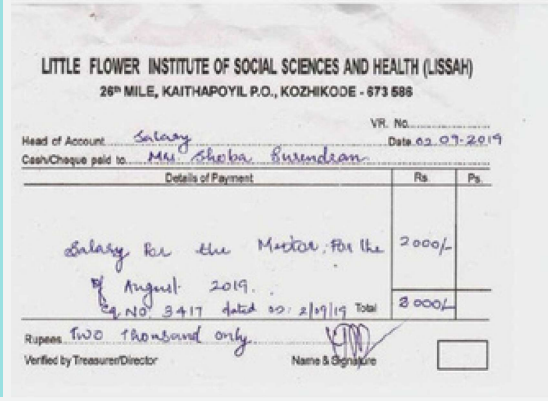 LITTLE FLOWER INSTITUTE OF SOCIAL SCIENCES AND HEALTH (LISSAH)
26th MILE, KAITHAPOYIL P.O., KOZHIKODE - 673 586
VR. No.
Head of Account Salary Date 02.09-2019
Cash/Cheque paid to Mrs. Shoba Surendran
Details of Payment Rs. Ps.
Salary for the Mentor, For the 2000/-
of August 2019.
Cq NO. 3417 dated 2/09/19 Total 2000/-
Rupees Two Thousand only
Verified by Treasurer/Director Name & Signature